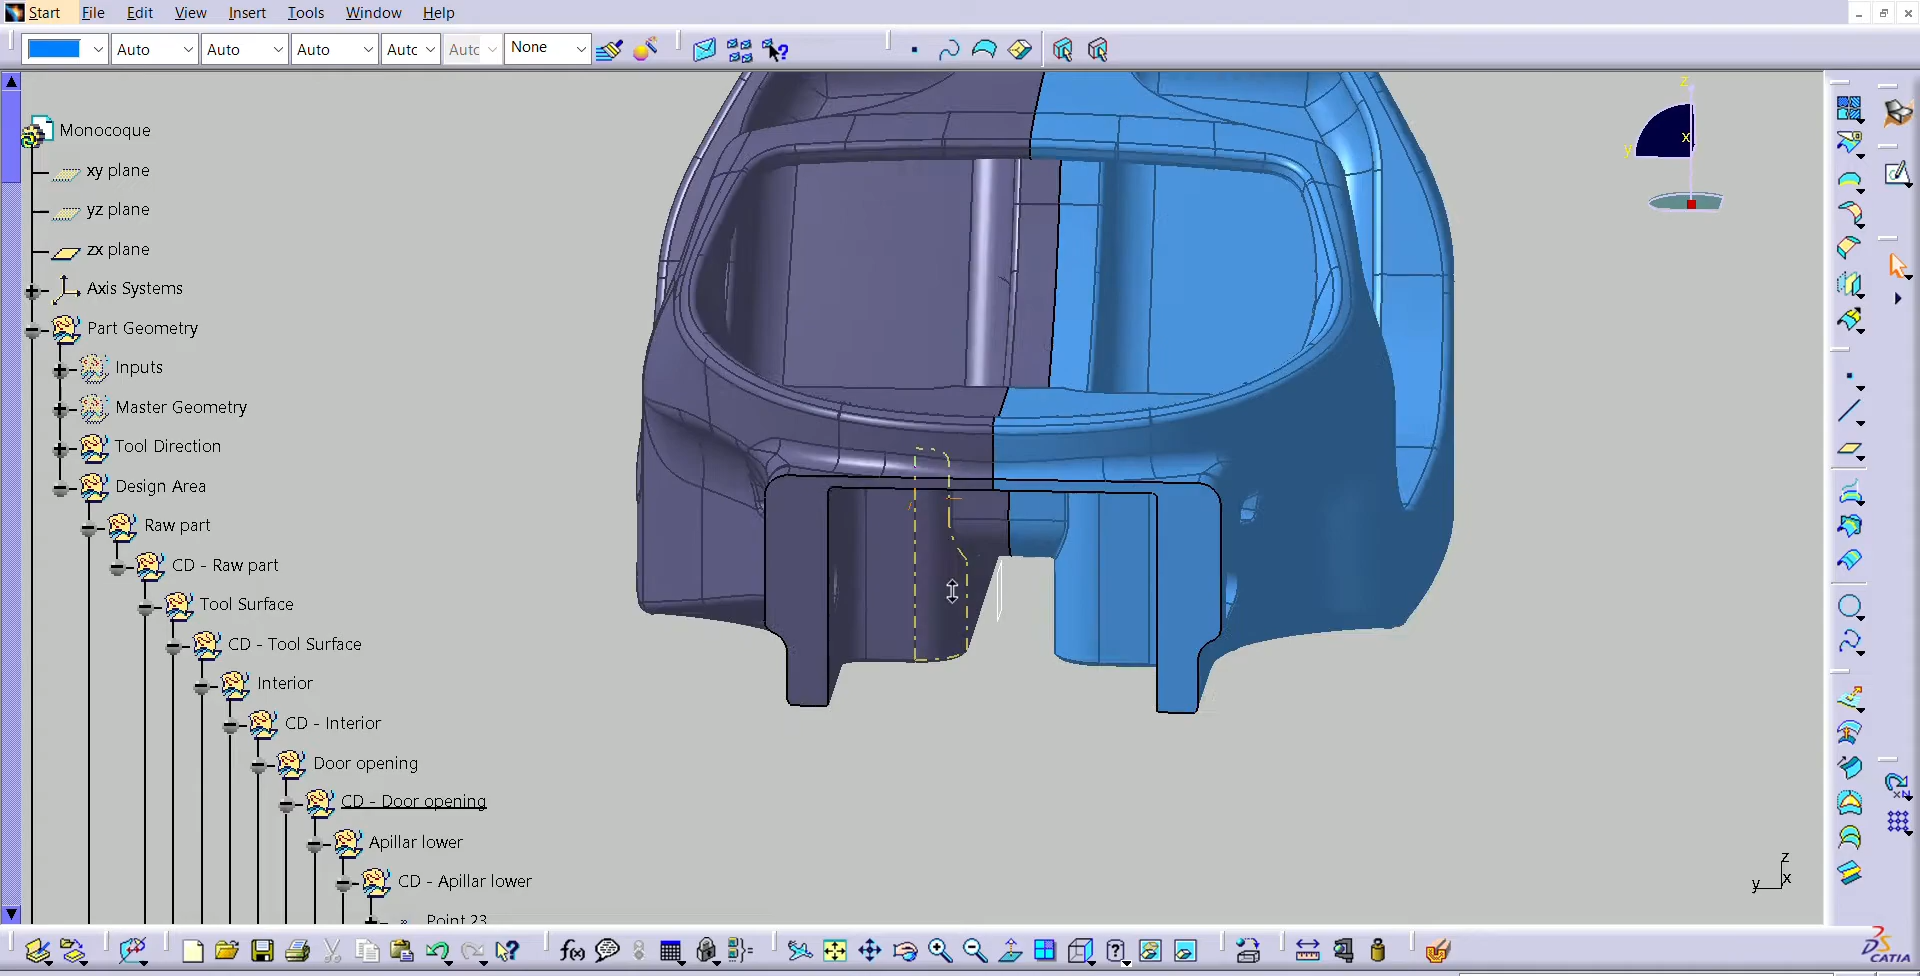 Start File Edit View Insert Tools Window Help
Auto Auto Auto Auto Auto None
Monocoque
xy plane
yz plane
zx plane
Axis Systems
Part Geometry
Inputs
Master Geometry
Tool Direction
Design Area
Raw part
CD - Raw part
Tool Surface
CD - Tool Surface
Interior
CD - Interior
Door opening
CD - Door opening
Apillar lower
CD - Apillar lower
Point 23
z
x
y
z
y x
f(x)
CATIA